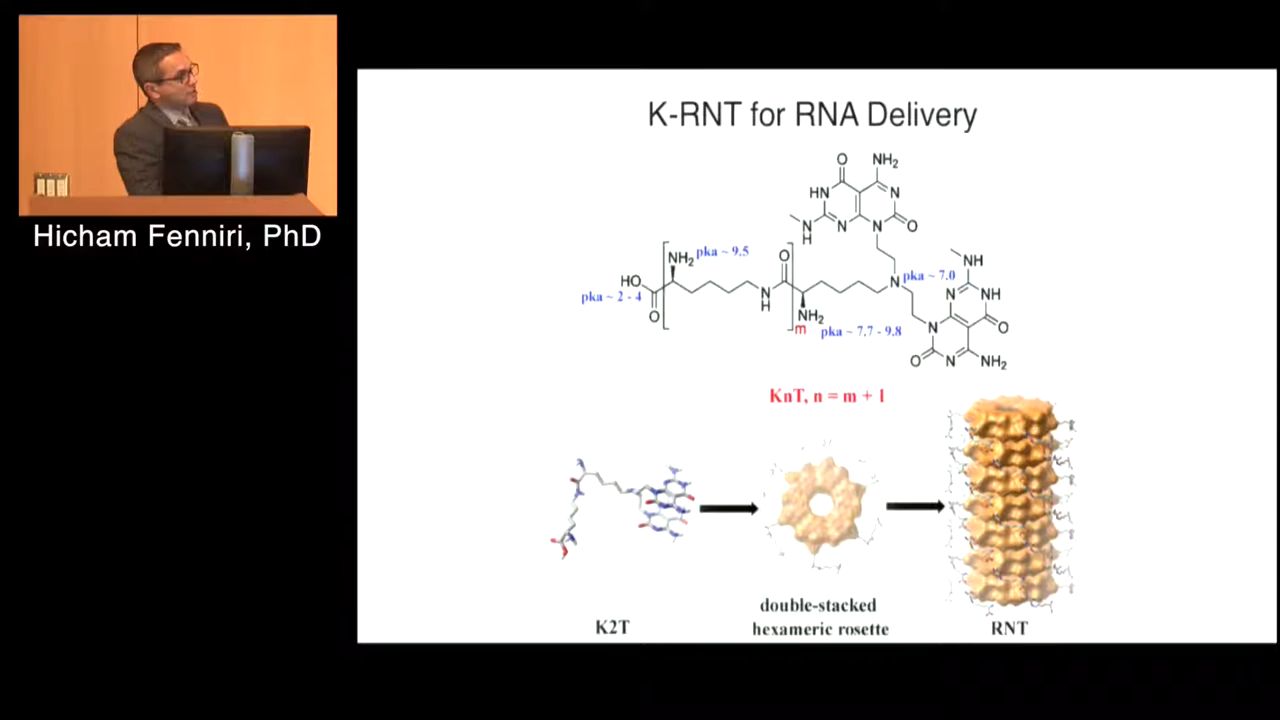 Hicham Fenniri, PhD
K-RNT for RNA Delivery
O NH₂
HN N
N H N N O
NH₂ pka ~ 9.5
O
HO
pka ~ 2 - 4
O
N H
NH₂
m
pka ~ 7.7 - 9.8
N pka ~ 7.0
NH
N NH
N O
O N NH₂
KnT, n = m + 1
K2T
double-stacked
hexameric rosette
RNT